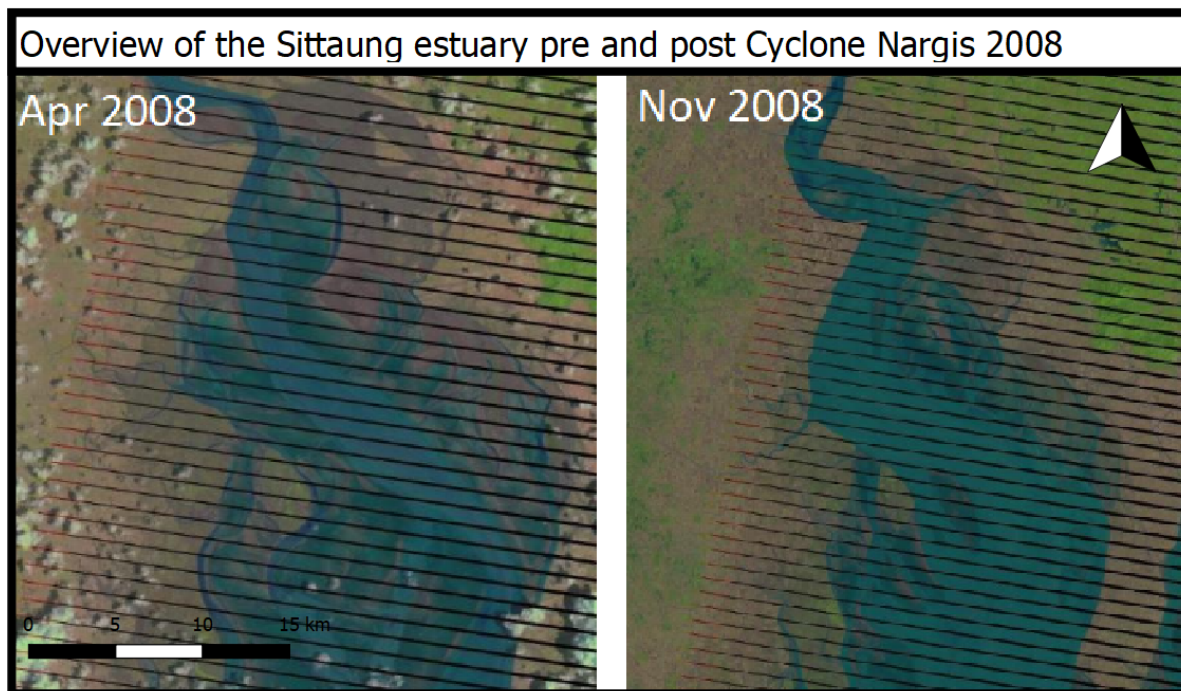 Overview of the Sittaung estuary pre and post Cyclone Nargis 2008
Apr 2008
Nov 2008
0 5 10 15 km